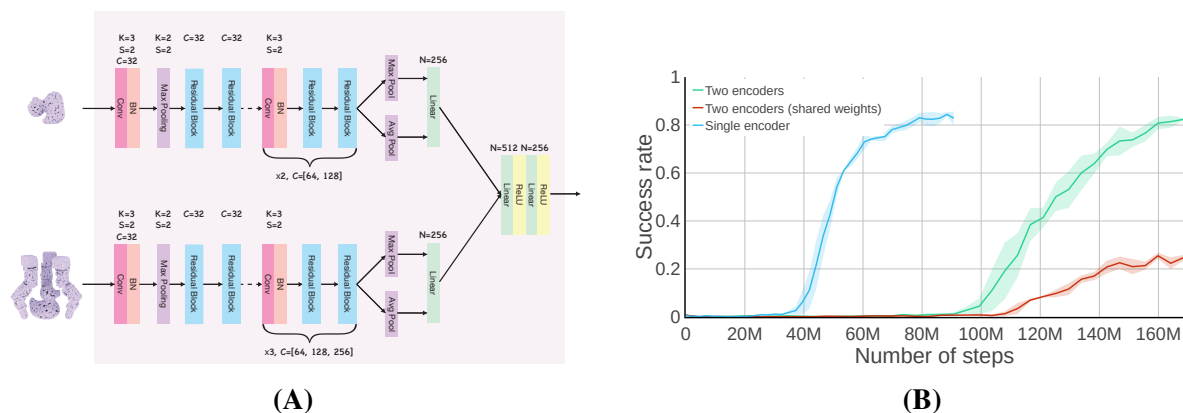 K=3 K=2 C=32 C=32 K=3
S=2 S=2 S=2
C=32
N=256
Conv BN Max Pooling Residual Block Residual Block Conv BN Residual Block Residual Block Max Pool Avg Pool Linear
x2, C=[64, 128]
N=512 N=256
Linear ReLU Linear ReLU
K=3 K=2 C=32 C=32 K=3
S=2 S=2 S=2
C=32
N=256
Conv BN Max Pooling Residual Block Residual Block Conv BN Residual Block Residual Block Max Pool Avg Pool Linear
x3, C=[64, 128, 256]
(A)
Two encoders
Two encoders (shared weights)
Single encoder
Success rate
1
0.8
0.6
0.4
0.2
0
0 20M 40M 60M 80M 100M 120M 140M 160M
Number of steps
(B)